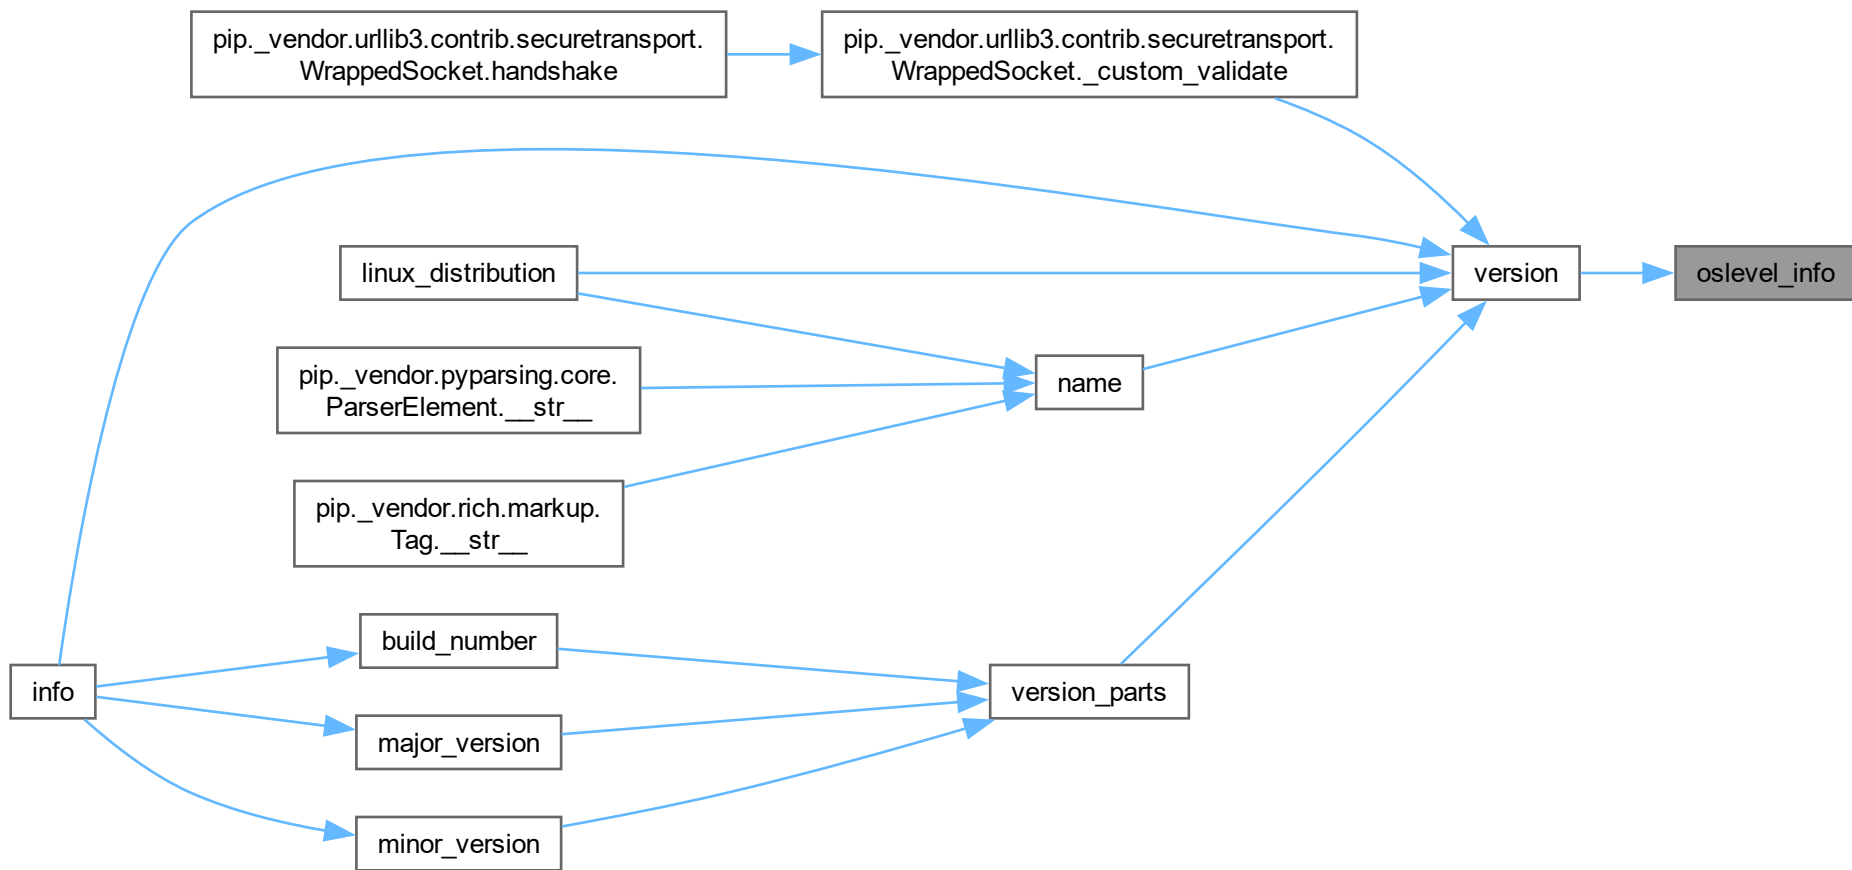 pip._vendor.urllib3.contrib.securetransport.
WrappedSocket.handshake
pip._vendor.urllib3.contrib.securetransport.
WrappedSocket._custom_validate
linux_distribution
version
oslevel_info
pip._vendor.pyparsing.core.
ParserElement.__str__
name
pip._vendor.rich.markup.
Tag.__str__
build_number
info
version_parts
major_version
minor_version